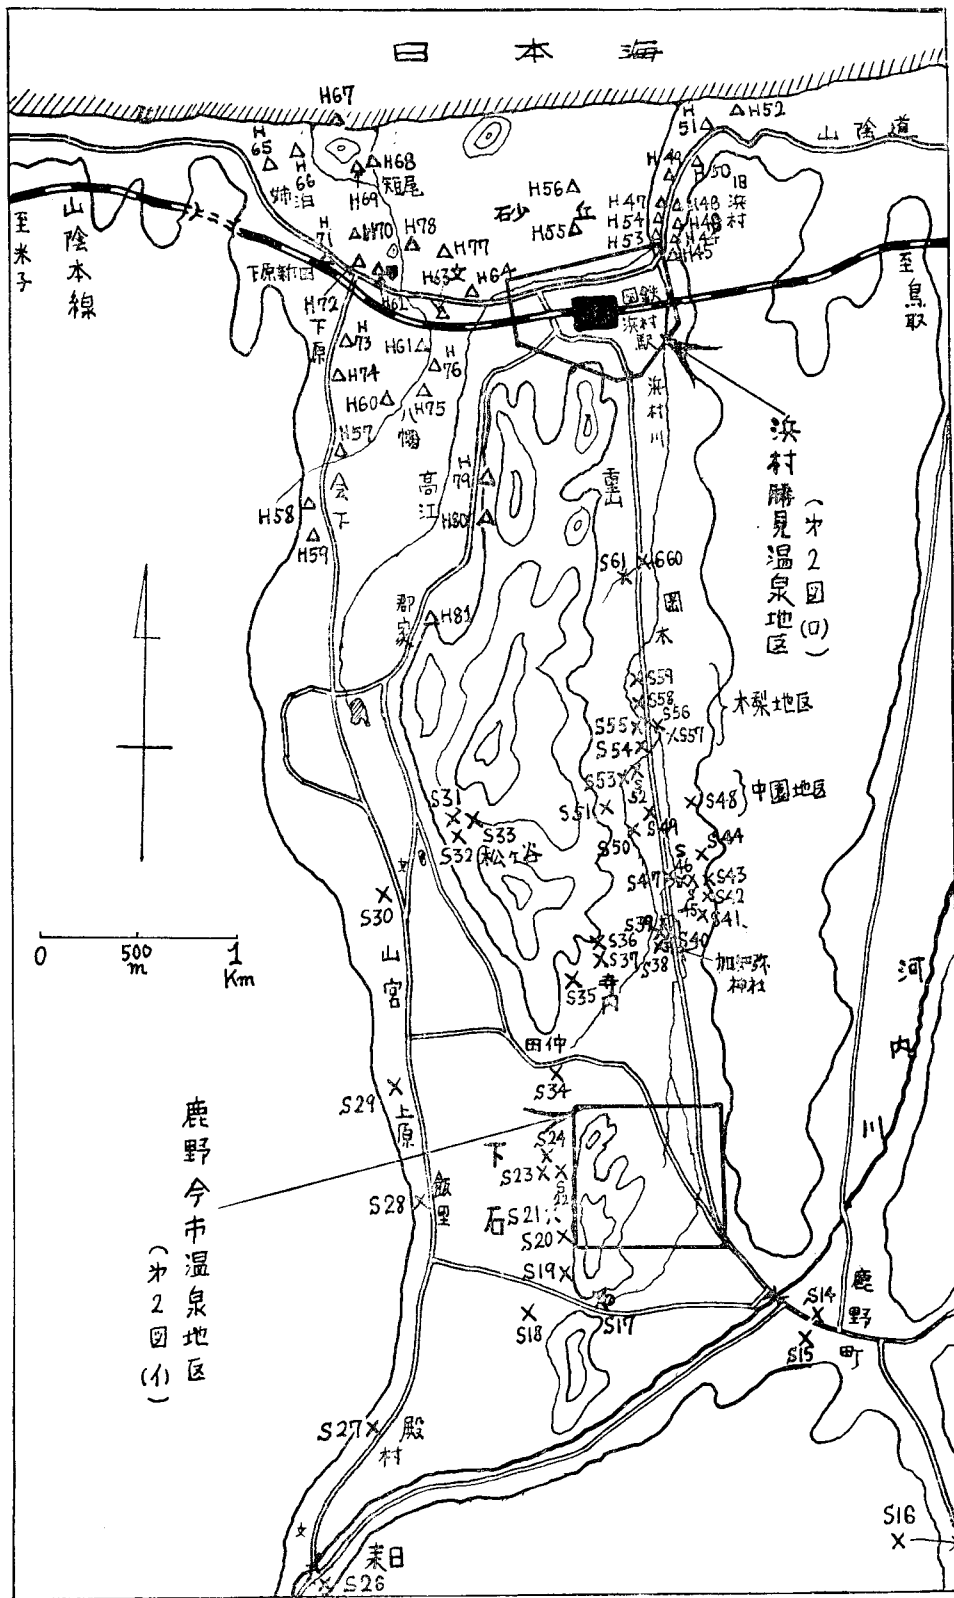 日本海
H67
H52
H51
山陰道
H65
H66
姉泊
H68
短尾
H69
H49
H50
旧浜村
H56
H55
砂丘
H47
H54
H53
H48
H45
H70
H71
H78
H77
H63
文
H64
至米子
山陰本線
下原新田
H72
下原
H62
国鉄
浜村駅
至鳥取
H73
H61
H76
H74
H60
H75
八幡
H57
会下
H58
H59
高江
H79
H80
浜村川
浜村勝見温泉地区
(㐧2図(ロ))
S61
S60
岡木
郡家
H81
S59
S58
S56
S57
S55
S54
木梨地区
S53
S52
S51
S48
中園地区
S49
S50
S44
S46
S47
S43
S42
S45
S41
S39
S40
S36
S37
S38
S35
寺内
加知弥神社
S31
S33
S32
松ヶ谷
文
S30
山宮
0
500
m
1
Km
河内川
田仲
S34
S29
上原
鹿野今市温泉地区
(㐧2図(イ))
下石
S24
S23
S22
S21
S20
S28
飯里
S19
S18
S17
S14
S15
鹿野町
S27
殿村
S16
文
来日
S26